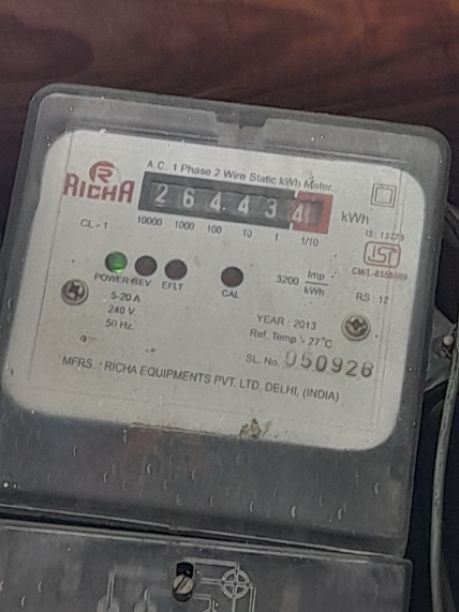 A.C. 1 Phase 2 Wire Static kWh Meter
R
RICHA
2 6 4 4 3 4
kWh
CL - 1
10000 1000 100 10 1 1/10
IS : 13779
ISI
POWER REV EFLT
CAL
3200 Imp/kWh
RS : 12
5-20 A
240 V.
50 Hz.
YEAR : 2013
Ref. Temp :- 27°C
SL. No. 050926
MFRS. : RICHA EQUIPMENTS PVT. LTD. DELHI, (INDIA)